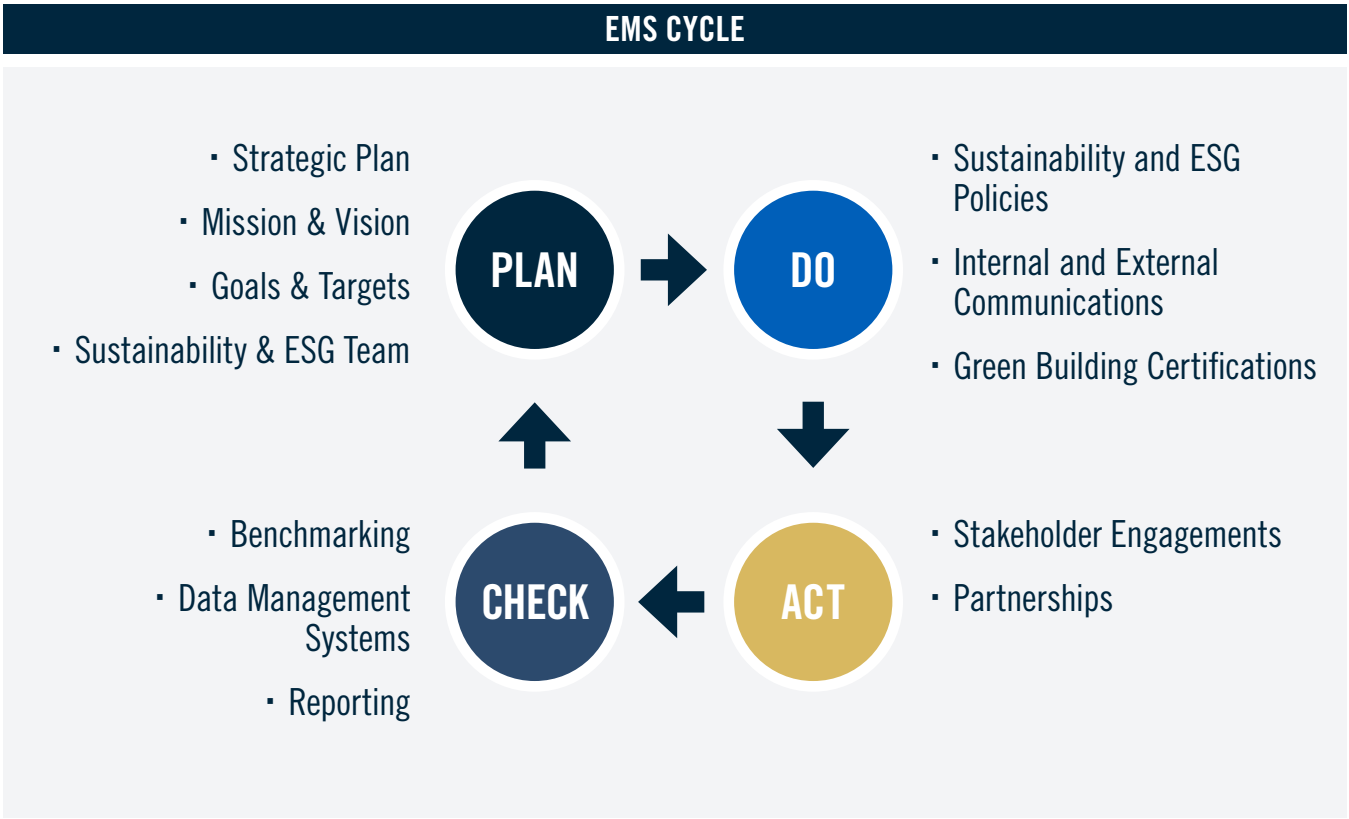 EMS CYCLE
· Strategic Plan
· Mission & Vision
· Goals & Targets
· Sustainability & ESG Team
PLAN
DO
· Sustainability and ESG
Policies
· Internal and External
Communications
· Green Building Certifications
· Benchmarking
· Data Management
Systems
· Reporting
CHECK
ACT
· Stakeholder Engagements
· Partnerships